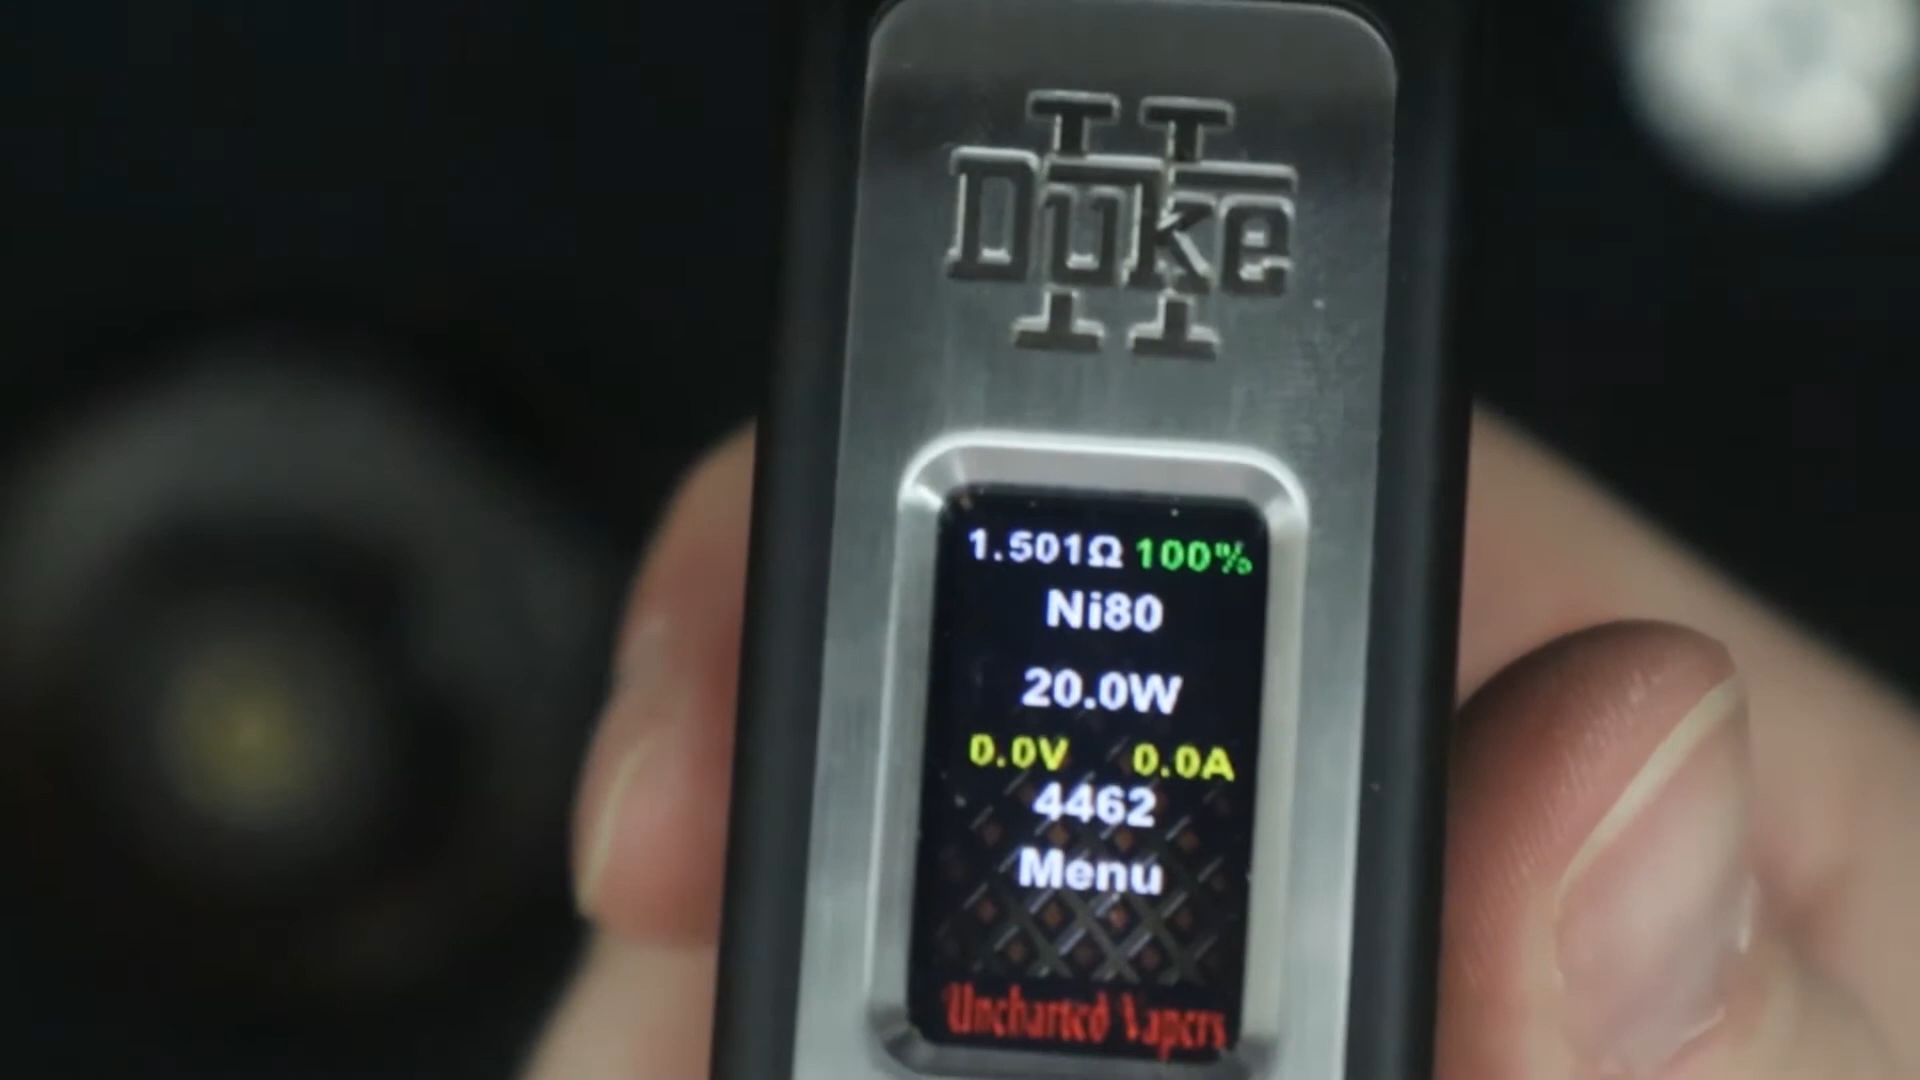 Duke II
1.501Ω 100%
Ni80
20.0W
0.0V 0.0A
4462
Menu
Uncharted Vapers